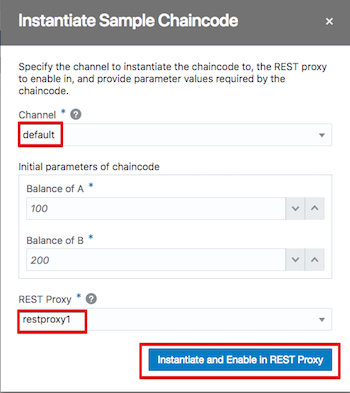 Instantiate Sample Chaincode
×
Specify the channel to instantiate the chaincode to, the REST proxy
to enable in, and provide parameter values required by the
chaincode.
Channel * ?
default
Initial parameters of chaincode
Balance of A *
100
Balance of B *
200
REST Proxy * ?
restproxy1
Instantiate and Enable in REST Proxy